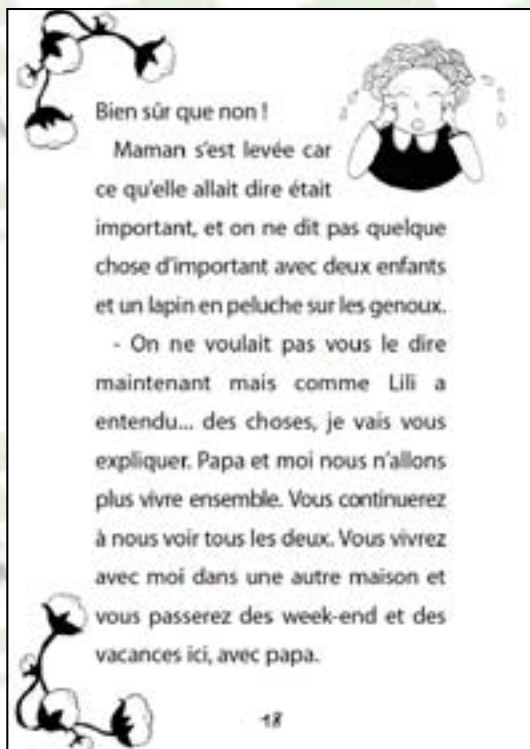 Bien sûr que non !
Maman s'est levée car
ce qu'elle allait dire était
important, et on ne dit pas quelque
chose d'important avec deux enfants
et un lapin en peluche sur les genoux.
- On ne voulait pas vous le dire
maintenant mais comme Lili a
entendu... des choses, je vais vous
expliquer. Papa et moi nous n'allons
plus vivre ensemble. Vous continuerez
à nous voir tous les deux. Vous vivrez
avec moi dans une autre maison et
vous passerez des week-end et des
vacances ici, avec papa.
18